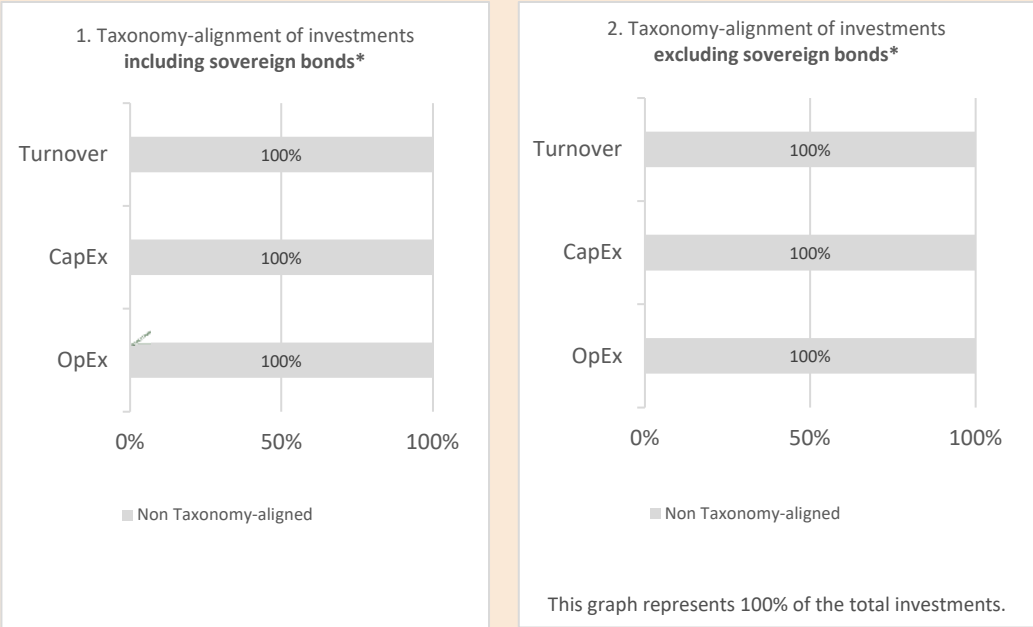 1. Taxonomy-alignment of investments
including sovereign bonds*
Turnover
100%
CapEx
100%
OpEx
100%
0%
50%
100%
Non Taxonomy-aligned
2. Taxonomy-alignment of investments
excluding sovereign bonds*
Turnover
100%
CapEx
100%
OpEx
100%
0%
50%
100%
Non Taxonomy-aligned
This graph represents 100% of the total investments.